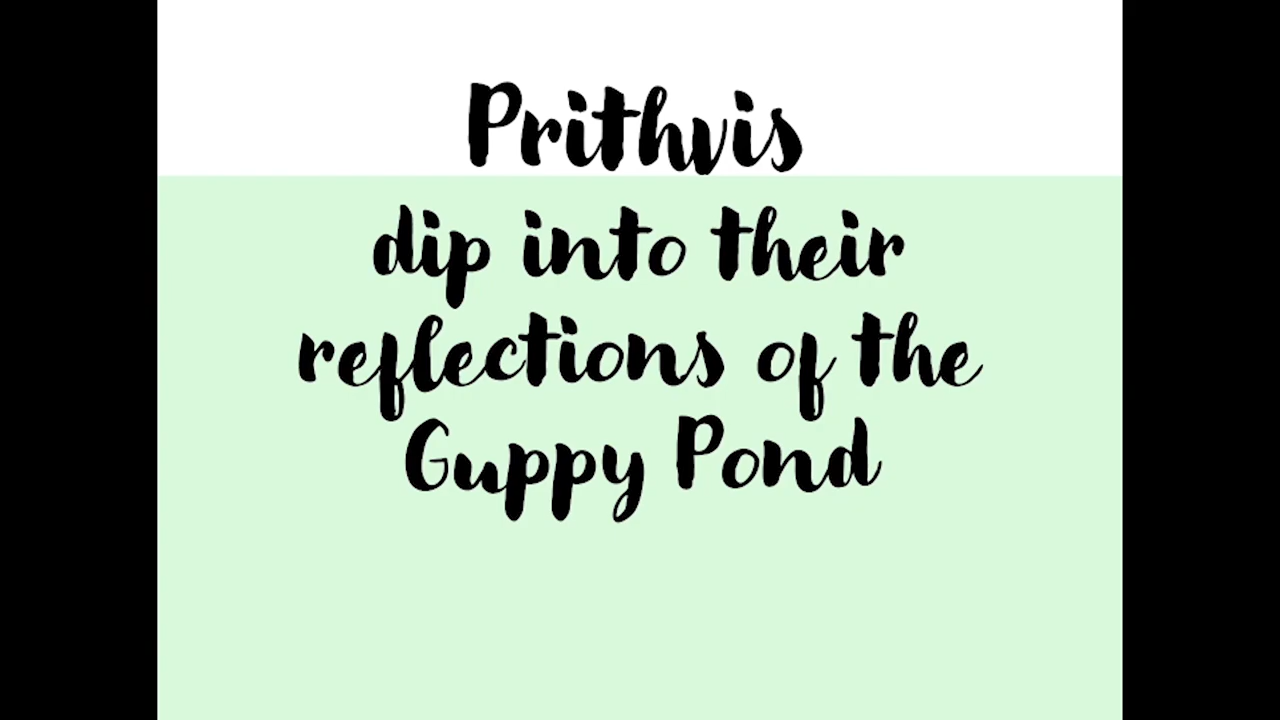 Prithvis
dip into their
reflections of the
Guppy Pond